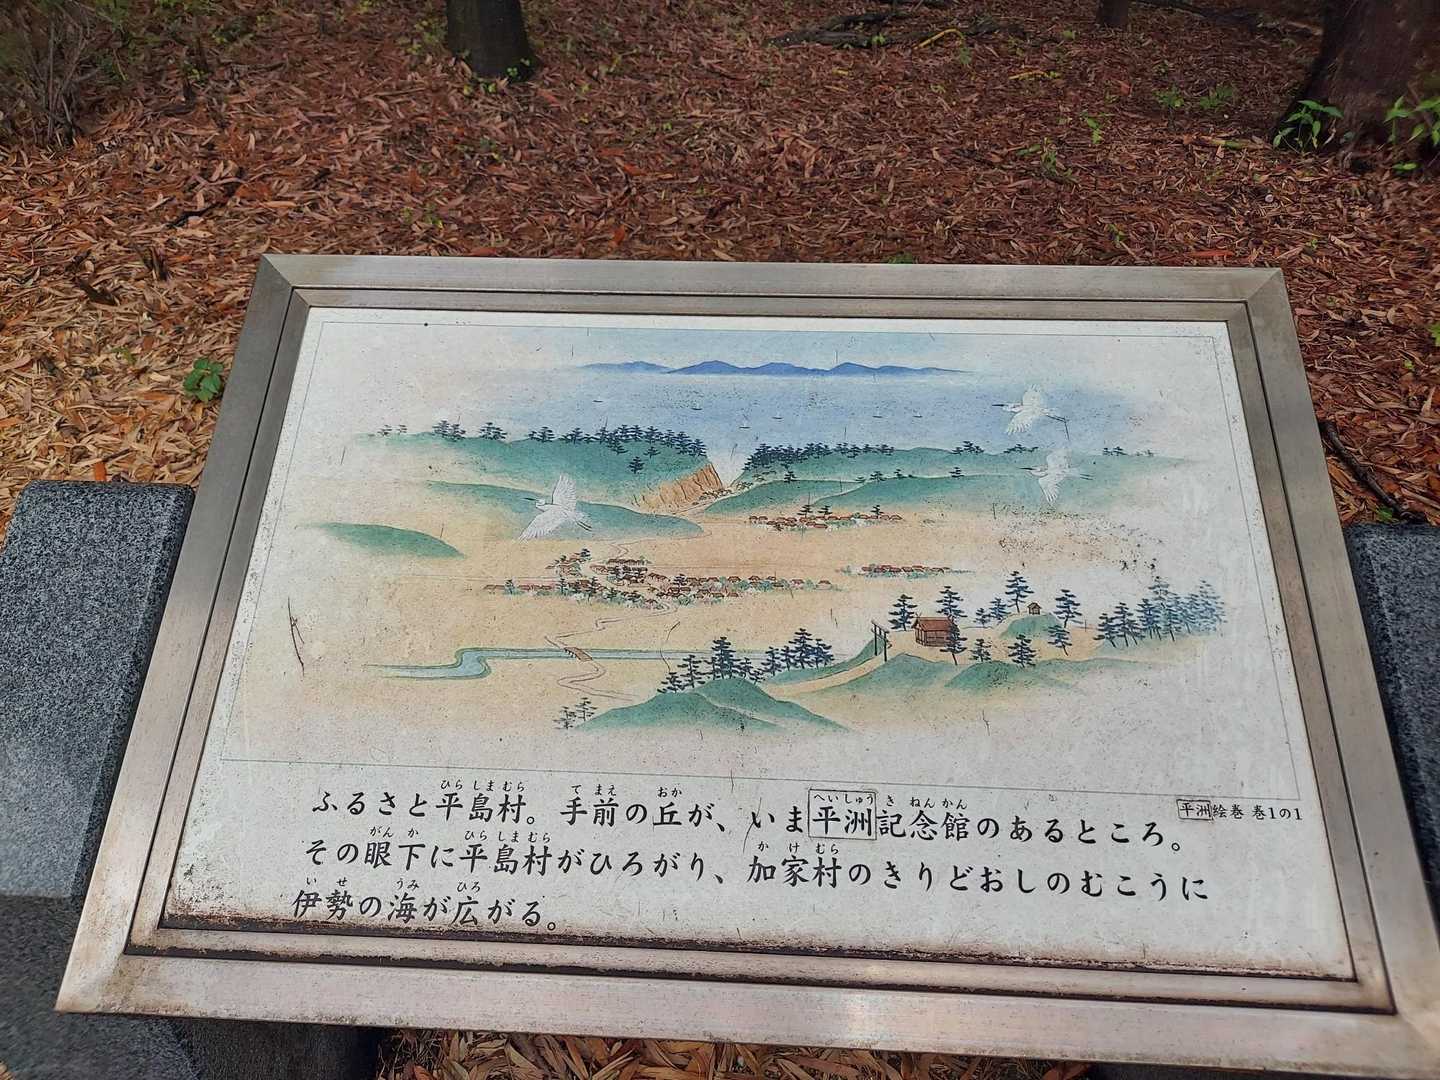 ふるさと平島村。手前の丘が、いま平洲記念館のあるところ。
その眼下に平島村がひろがり、加家村のきりどおしのむこうに
伊勢の海が広がる。
平洲絵巻 巻1の1